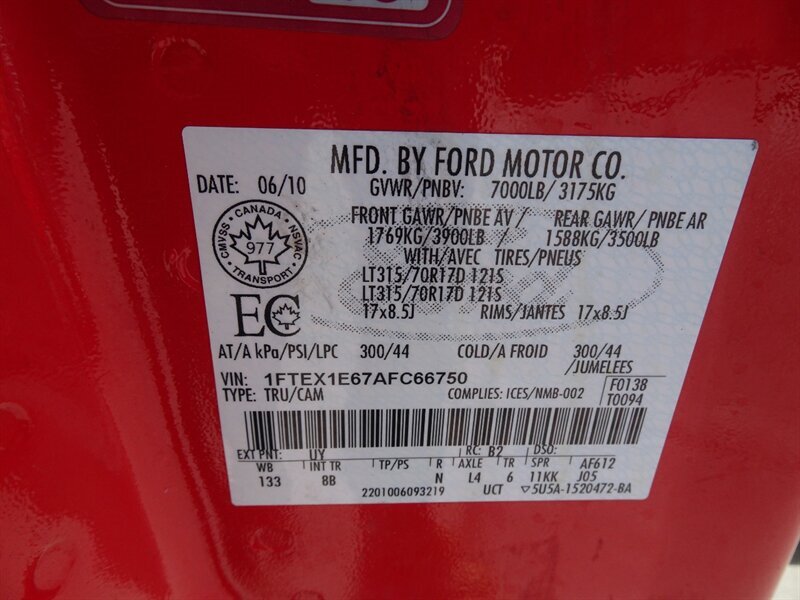 MFD. BY FORD MOTOR CO.
DATE: 06/10 GVWR/PNBV: 7000LB/ 3175KG
FRONT GAWR/PNBE AV / REAR GAWR/ PNBE AR
1769KG/3900LB / 1588KG/3500LB
WITH/AVEC TIRES/PNEUS
LT315/70R17D 121S
LT315/70R17D 121S
17x8.5J RIMS/JANTES 17x8.5J
CMVSS · CANADA · NSVAC
977
· TRANSPORT ·
EC
AT/A kPa/PSI/LPC 300/44 COLD/A FROID 300/44
/JUMELEES
VIN: 1FTEX1E67AFC66750
TYPE: TRU/CAM COMPLIES: ICES/NMB-002
F0138
T0094
EXT PNT: UY RC: B2 DSO:
WB INT TR TP/PS R AXLE TR SPR AF612
133 8B N L4 6 11KK J05
2201006093219 UCT ▽5U5A-1520472-BA